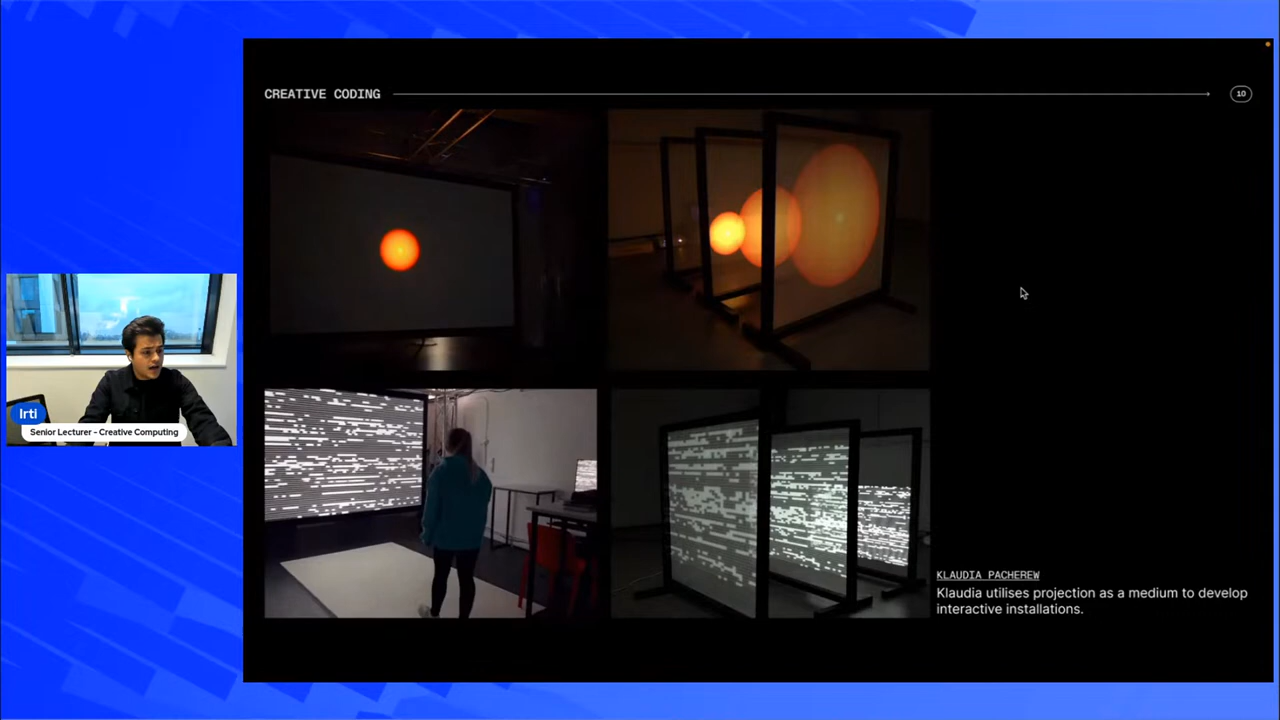 CREATIVE CODING
10
Irti
Senior Lecturer - Creative Computing
KLAUDIA PACHEREW
Klaudia utilises projection as a medium to develop
interactive installations.